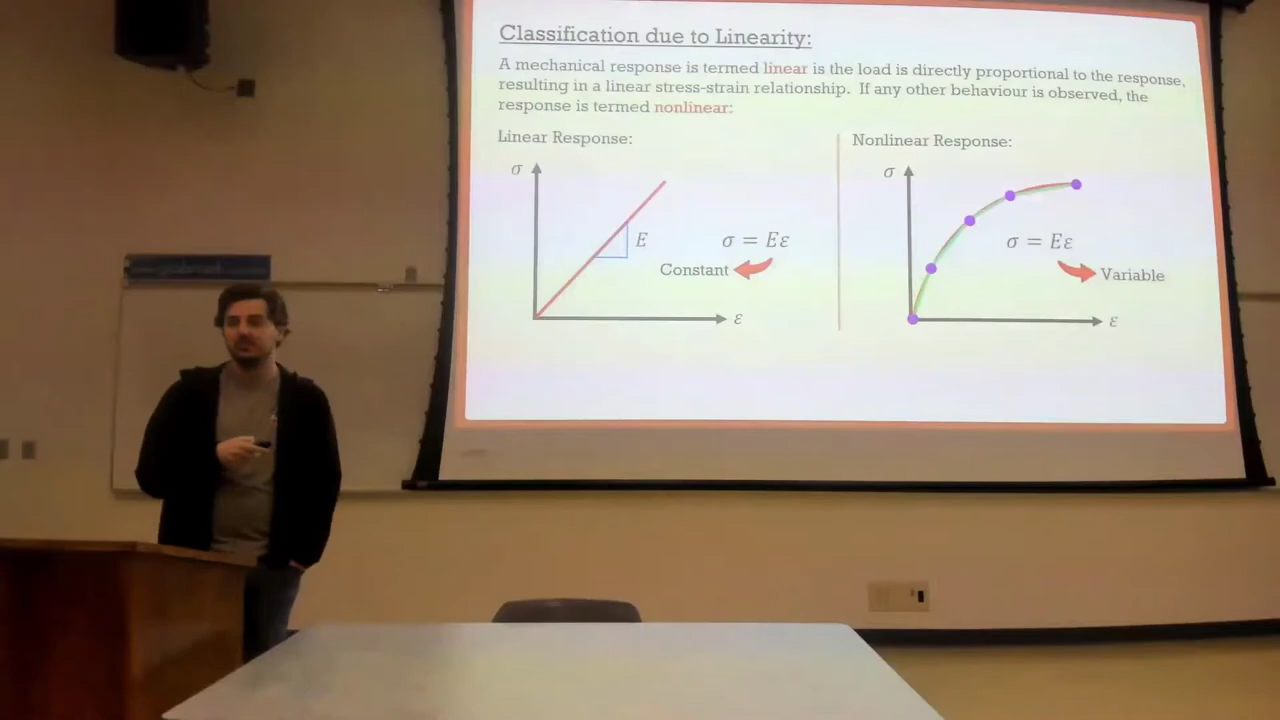 Classification due to Linearity:
A mechanical response is termed linear is the load is directly proportional to the response,
resulting in a linear stress-strain relationship. If any other behaviour is observed, the
response is termed nonlinear:
Linear Response:
σ
E
σ = Eε
Constant
ε
Nonlinear Response:
σ
σ = Eε
Variable
ε